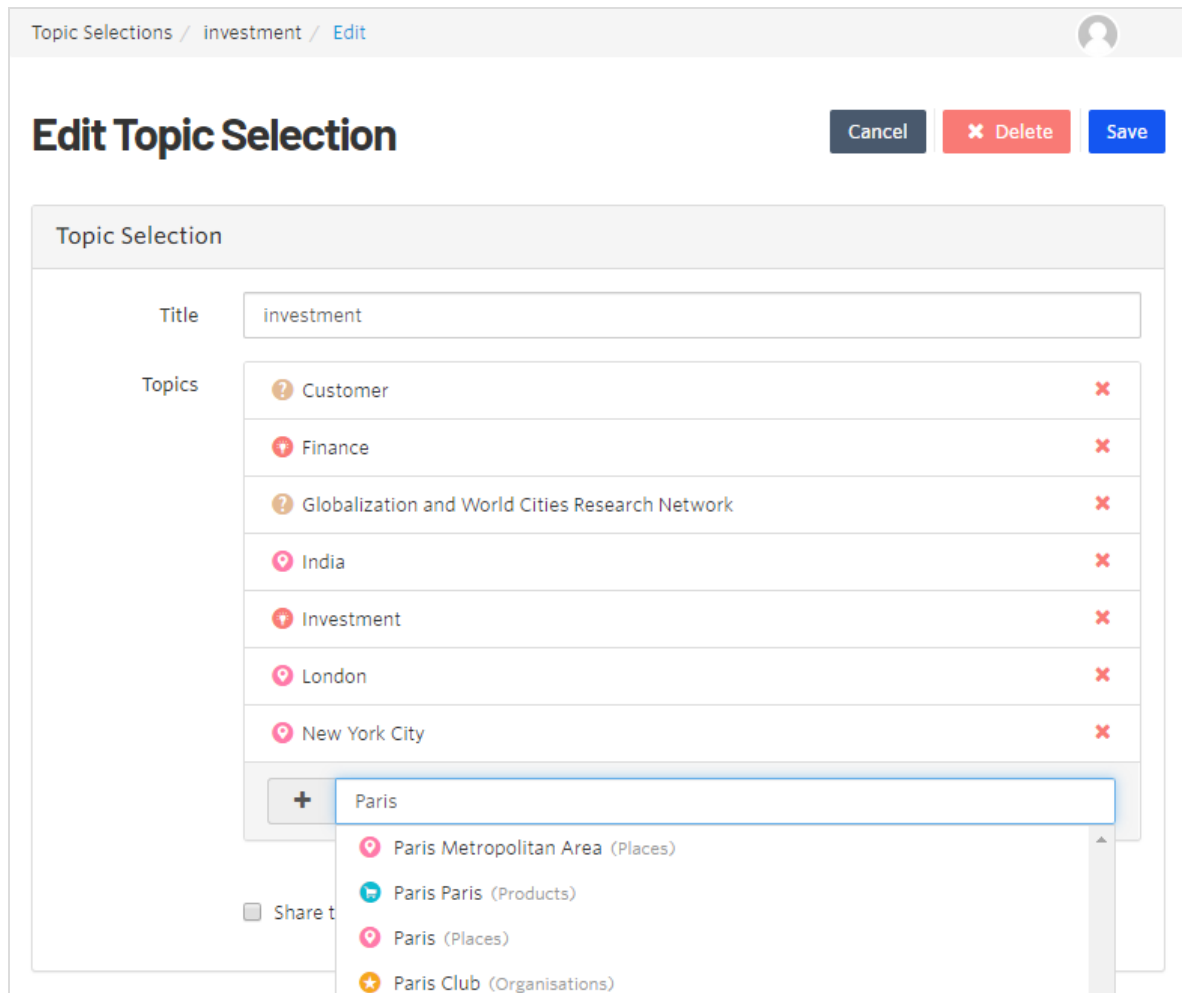 Topic Selections / investment / Edit
Edit Topic Selection
Cancel
Delete
Save
Topic Selection
Title
investment
Topics
Customer
Finance
Globalization and World Cities Research Network
India
Investment
London
New York City
Paris
Paris Metropolitan Area (Places)
Paris Paris (Products)
Paris (Places)
Share t
Paris Club (Organisations)